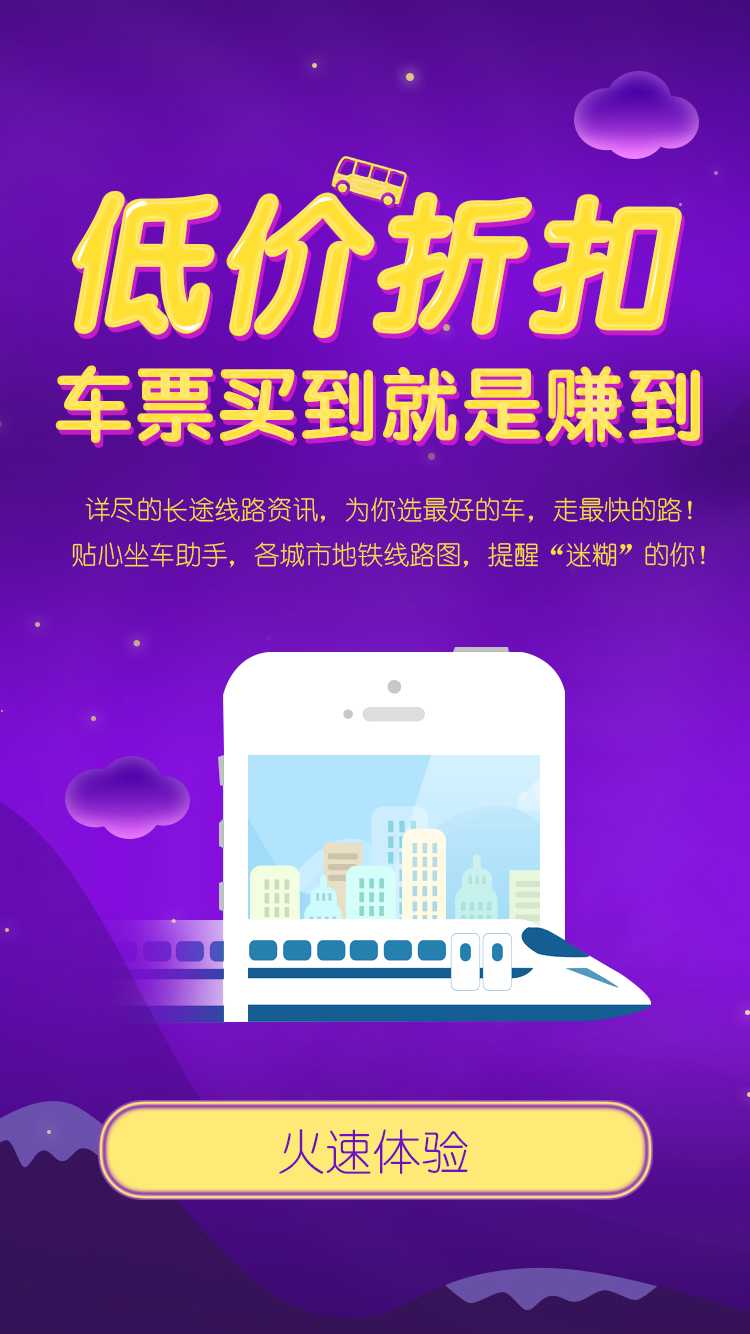 低价折扣
车票买到就是赚到
详尽的长途线路资讯，为你选最好的车，走最快的路！
贴心坐车助手，各城市地铁线路图，提醒“迷糊”的你！
火速体验